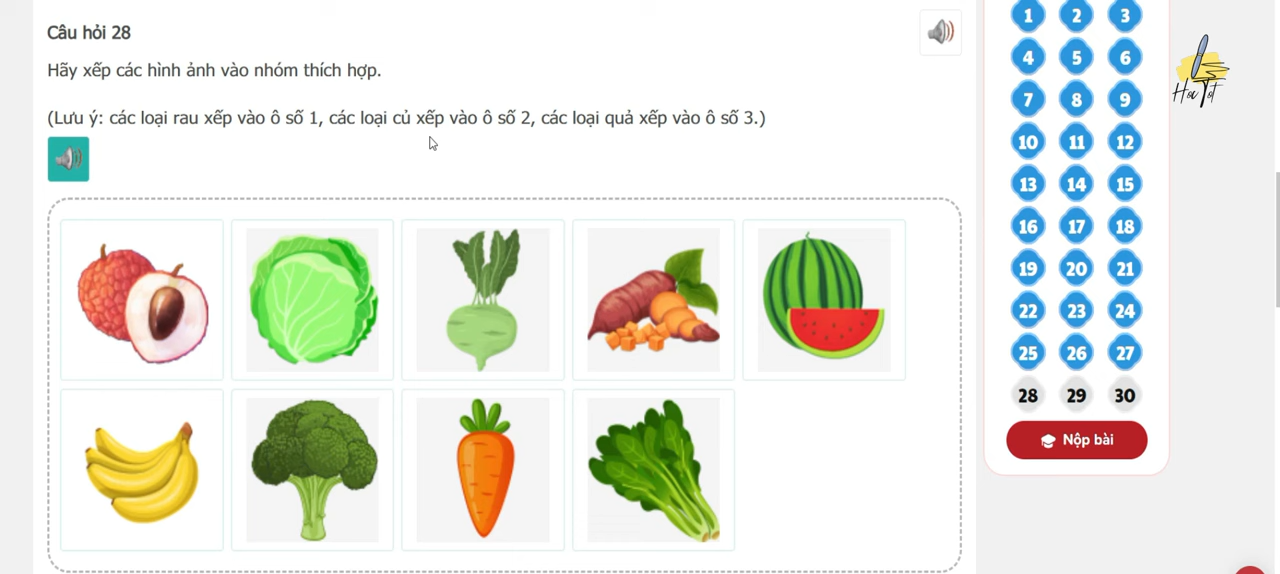 Câu hỏi 28
Hãy xếp các hình ảnh vào nhóm thích hợp.
(Lưu ý: các loại rau xếp vào ô số 1, các loại củ xếp vào ô số 2, các loại quả xếp vào ô số 3.)
1 2 3
4 5 6
7 8 9
10 11 12
13 14 15
16 17 18
19 20 21
22 23 24
25 26 27
28 29 30
Nộp bài
Học Tốt